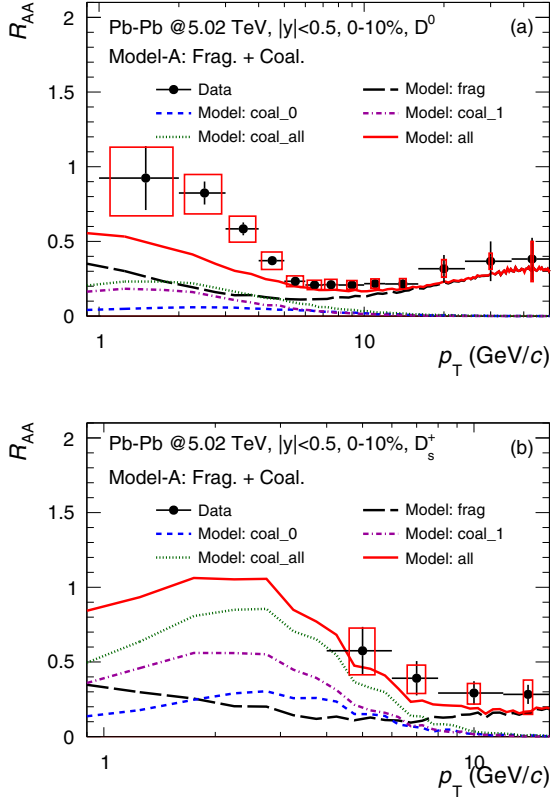 R_AA
2
1.5
1
0.5
0
Pb-Pb @5.02 TeV, |y|<0.5, 0-10%, D^0
(a)
Model-A: Frag. + Coal.
Data
Model: frag
Model: coal_0
Model: coal_1
Model: coal_all
Model: all
1
10
p_T (GeV/c)
R_AA
2
1.5
1
0.5
0
Pb-Pb @5.02 TeV, |y|<0.5, 0-10%, D_s^+
(b)
Model-A: Frag. + Coal.
Data
Model: frag
Model: coal_0
Model: coal_1
Model: coal_all
Model: all
1
10
p_T (GeV/c)